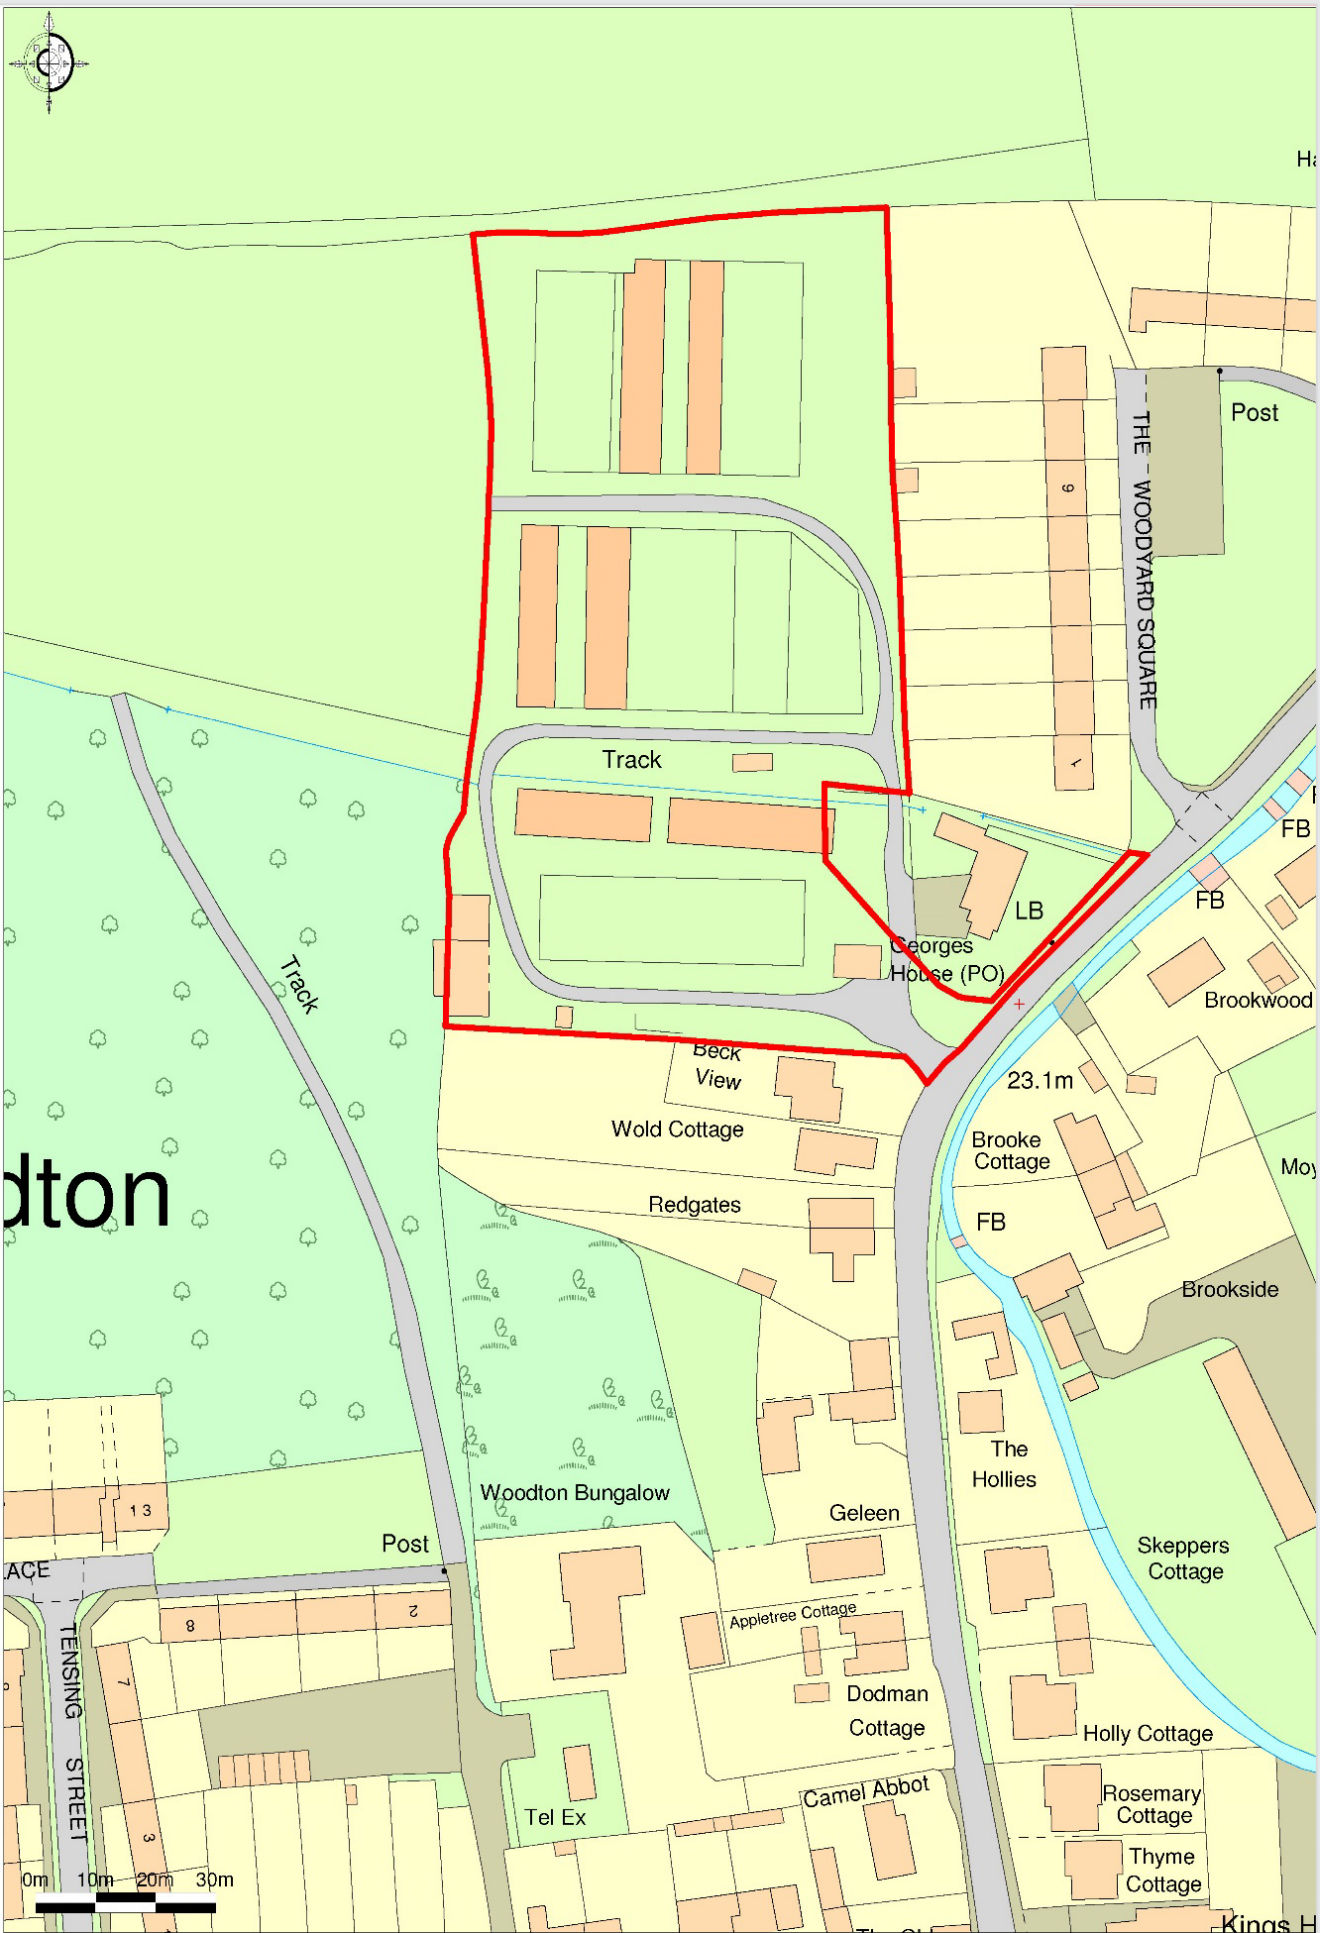 Ha
Post
THE WOODYARD SQUARE
9
1
Track
FB
FB
LB
Georges
House (PO)
Brookwood
Track
Beck
View
23.1m
Wold Cottage
Brooke
Cottage
Moy
dton
Redgates
FB
Brookside
The
Hollies
Woodton Bungalow
Geleen
13
Post
Skeppers
Cottage
ACE
8
2
Appletree Cottage
TENSING STREET
7
Dodman
Cottage
Holly Cottage
Camel Abbot
Rosemary
Cottage
Tel Ex
3
Thyme
Cottage
0m 10m 20m 30m
Kings H